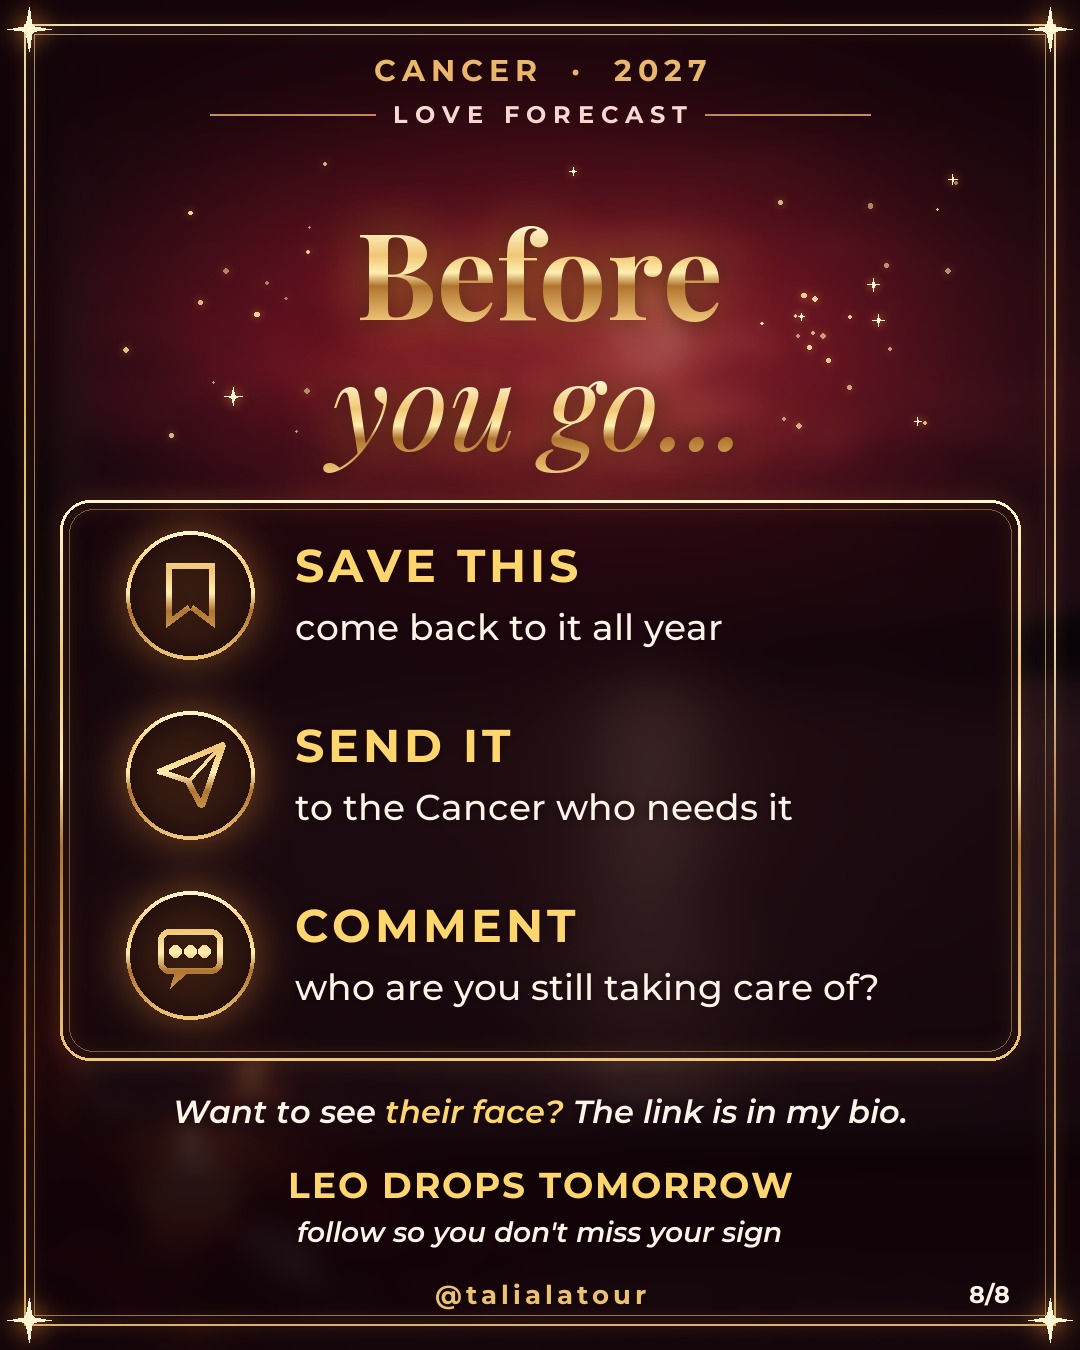 CANCER · 2027
LOVE FORECAST
Before
you go...
SAVE THIS
come back to it all year
SEND IT
to the Cancer who needs it
COMMENT
who are you still taking care of?
Want to see their face? The link is in my bio.
LEO DROPS TOMORROW
follow so you don't miss your sign
@talialatour
8/8